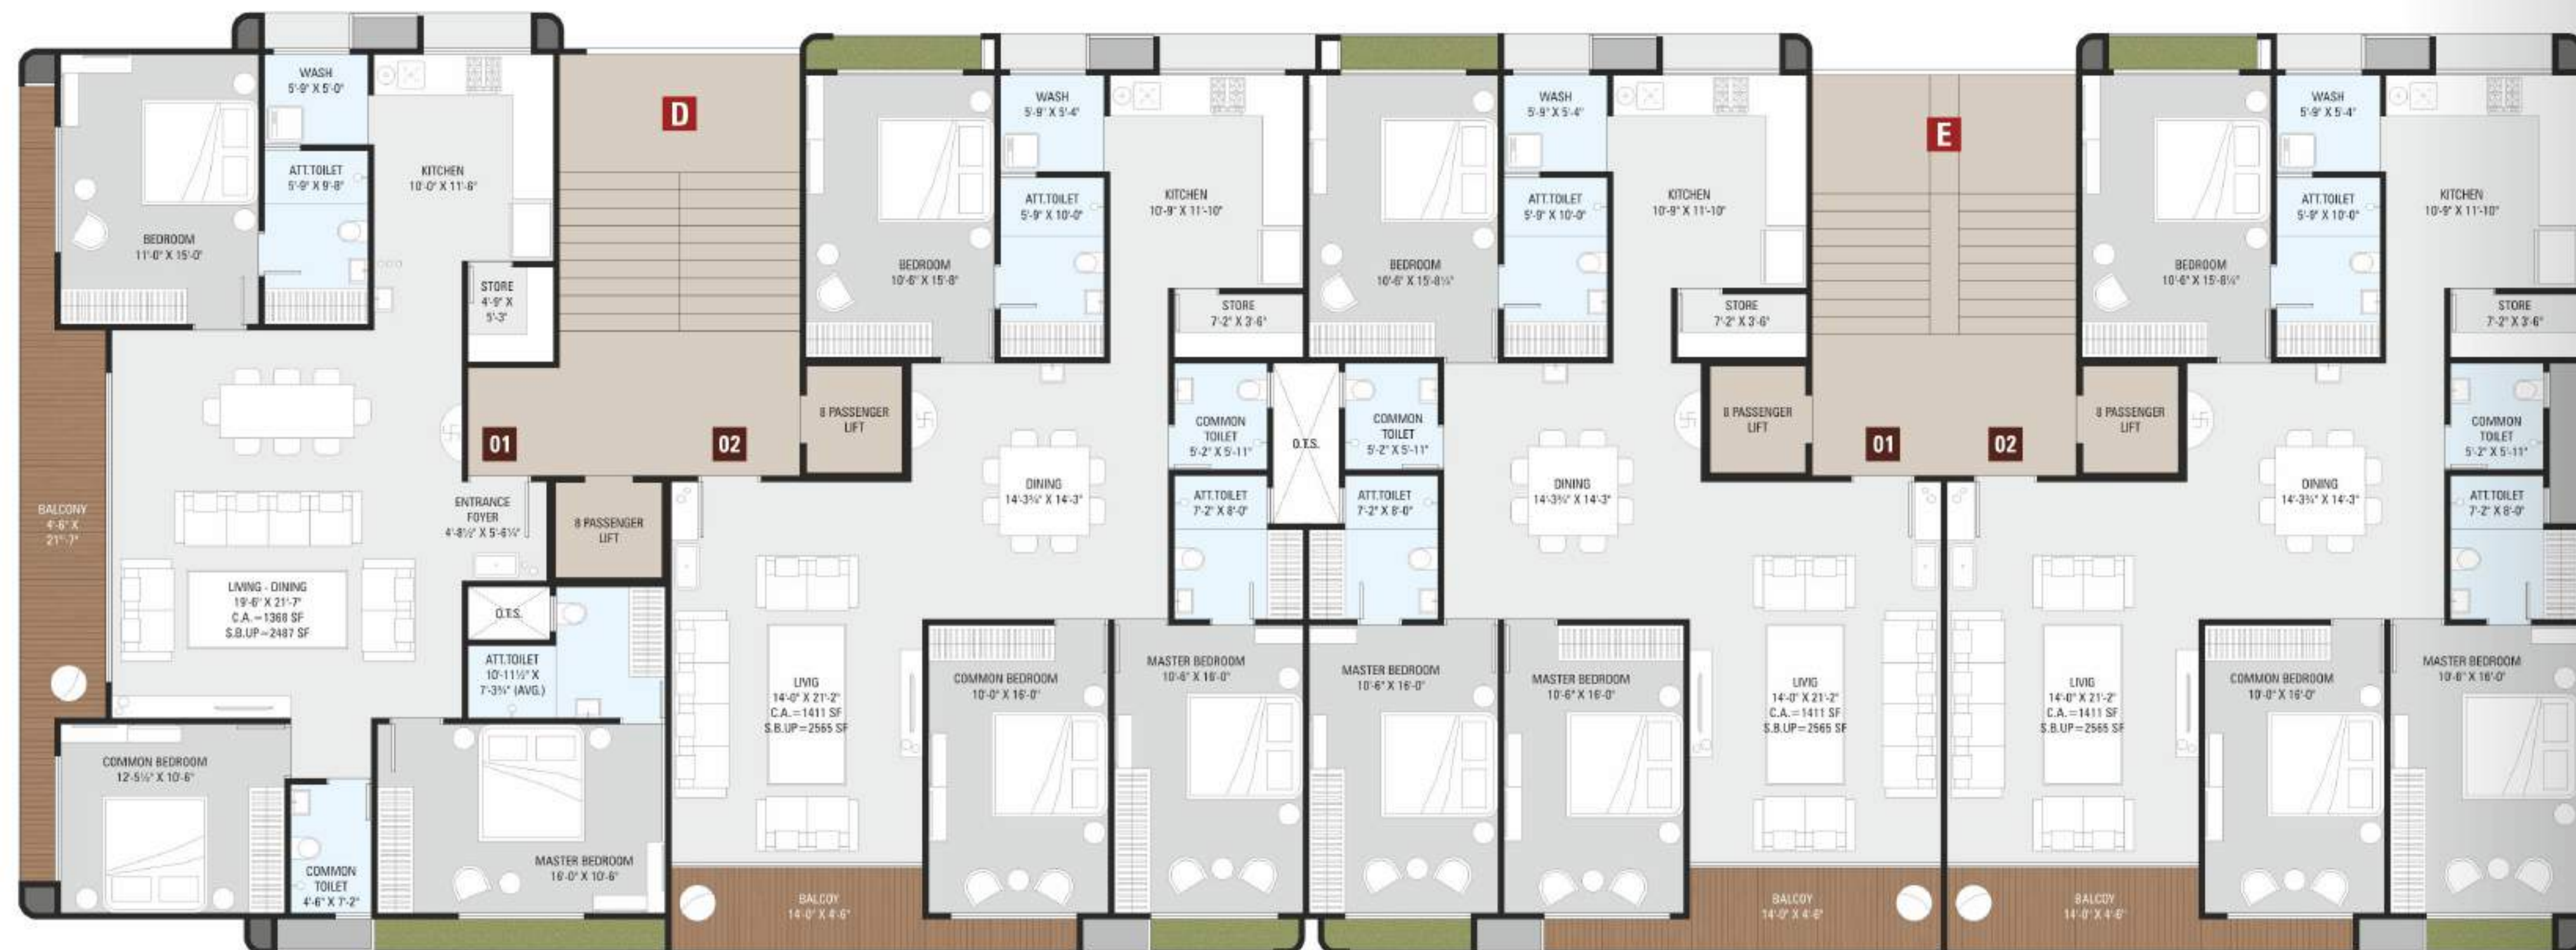 WASH
5'-9" X 5'-0"
ATT.TOILET
5'-9" X 9'-8"
KITCHEN
10'-0" X 11'-6"
BEDROOM
11'-0" X 15'-0"
STORE
4'-9" X
5'-3"
D
01
02
8 PASSENGER
LIFT
8 PASSENGER
LIFT
ENTRANCE
FOYER
4'-8½" X 5'-6¼"
BALCONY
4'-6" X
21'-7"
LIVING - DINING
19'-6" X 21'-7"
C.A.=1368 SF
S.B.UP=2487 SF
O.T.S.
ATT.TOILET
10'-11½" X
7'-3¾" (AVG.)
COMMON BEDROOM
12'-5½" X 10'-6"
COMMON
TOILET
4'-6" X 7'-2"
MASTER BEDROOM
16'-0" X 10'-6"
BEDROOM
10'-6" X 15'-8"
WASH
5'-9" X 5'-4"
ATT.TOILET
5'-9" X 10'-0"
KITCHEN
10'-9" X 11'-10"
STORE
7'-2" X 3'-6"
COMMON
TOILET
5'-2" X 5'-11"
O.T.S.
DINING
14'-3¾" X 14'-3"
ATT.TOILET
7'-2" X 8'-0"
LIVIG
14'-0" X 21'-2"
C.A.=1411 SF
S.B.UP=2565 SF
COMMON BEDROOM
10'-0" X 16'-0"
MASTER BEDROOM
10'-6" X 16'-0"
BALCOY
14'-0" X 4'-6"
BEDROOM
10'-6" X 15'-8½"
WASH
5'-9" X 5'-4"
ATT.TOILET
5'-9" X 10'-0"
KITCHEN
10'-9" X 11'-10"
STORE
7'-2" X 3'-6"
COMMON
TOILET
5'-2" X 5'-11"
ATT.TOILET
7'-2" X 8'-0"
DINING
14'-3¾" X 14'-3"
8 PASSENGER
LIFT
MASTER BEDROOM
10'-6" X 16'-0"
MASTER BEDROOM
10'-6" X 16'-0"
LIVIG
14'-0" X 21'-2"
C.A.=1411 SF
S.B.UP=2565 SF
BALCOY
14'-0" X 4'-6"
E
01
02
8 PASSENGER
LIFT
BEDROOM
10'-6" X 15'-8½"
WASH
5'-9" X 5'-4"
ATT.TOILET
5'-9" X 10'-0"
KITCHEN
10'-9" X 11'-10"
STORE
7'-2" X 3'-6"
COMMON
TOILET
5'-2" X 5'-11"
ATT.TOILET
7'-2" X 8'-0"
DINING
14'-3¾" X 14'-3"
LIVIG
14'-0" X 21'-2"
C.A.=1411 SF
S.B.UP=2565 SF
COMMON BEDROOM
10'-0" X 16'-0"
MASTER BEDROOM
10'-6" X 16'-0"
BALCOY
14'-0" X 4'-6"